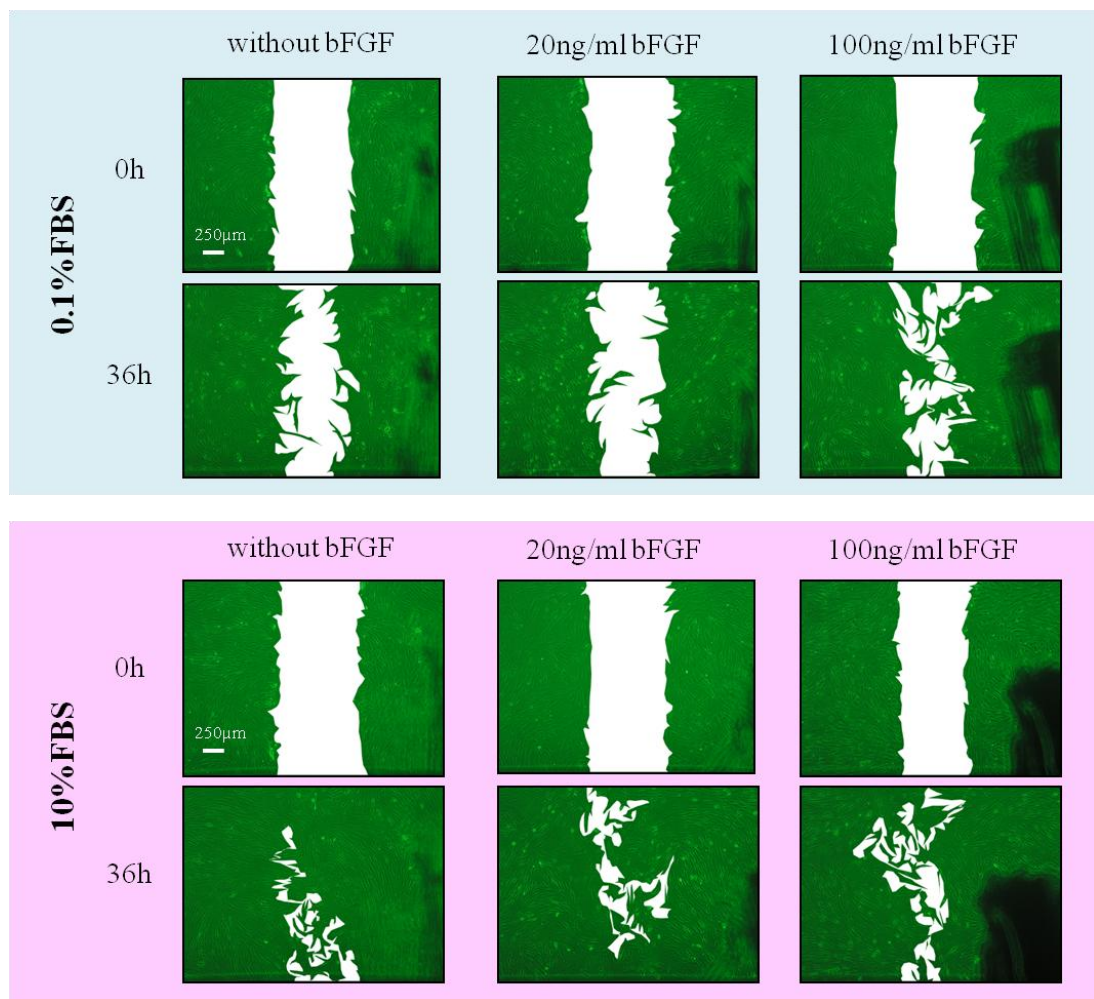 without bFGF
20ng/ml bFGF
100ng/ml bFGF
0h
250µm
0.1%FBS
36h
without bFGF
20ng/ml bFGF
100ng/ml bFGF
0h
250µm
10%FBS
36h